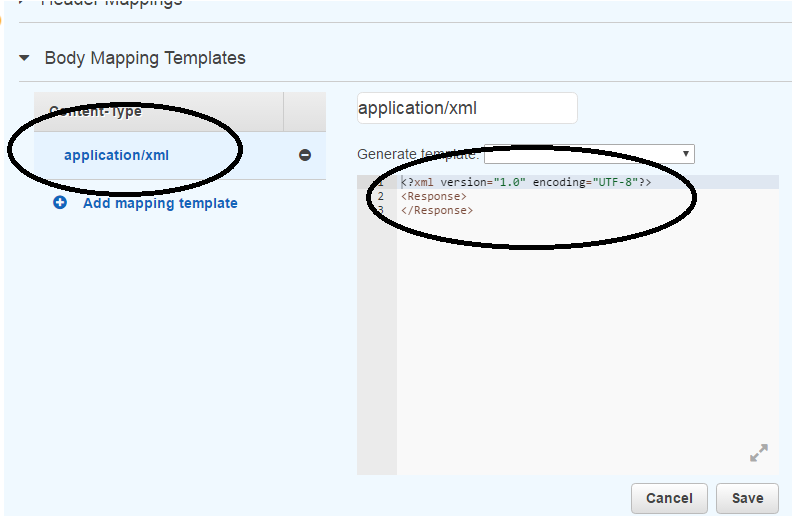 Header Mappings
Body Mapping Templates
Content-Type
application/xml
Add mapping template
application/xml
Generate template:
1 <?xml version="1.0" encoding="UTF-8"?>
2 <Response>
3 </Response>
Cancel Save